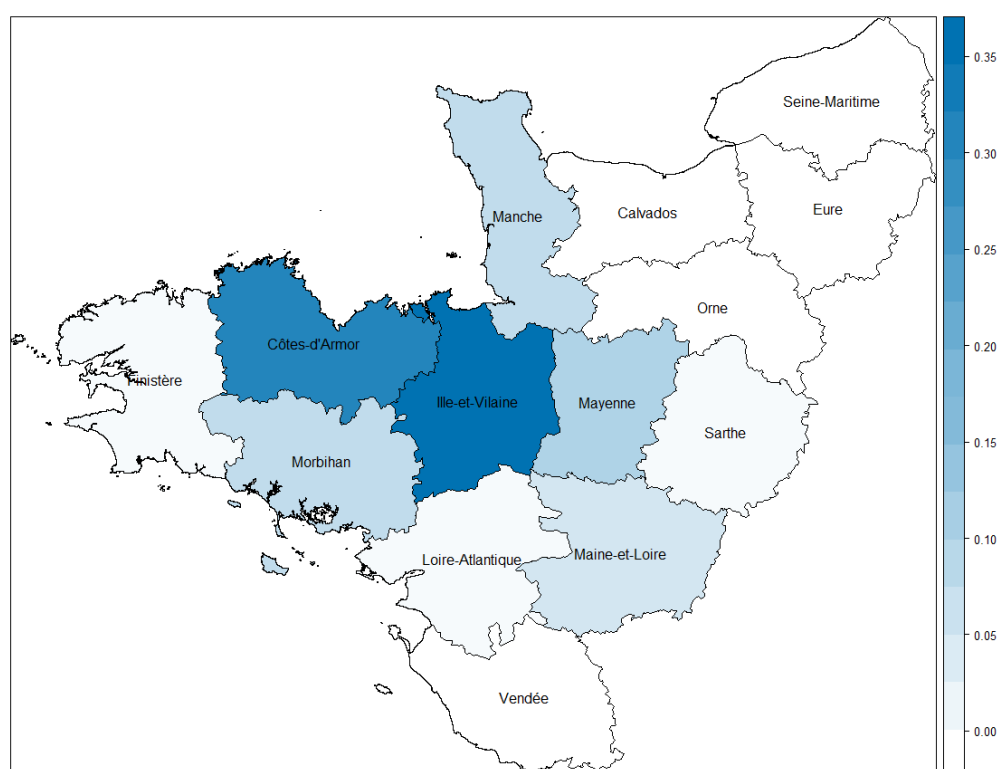 Seine-Maritime
Manche
Calvados
Eure
Orne
Côtes-d'Armor
Finistère
Ille-et-Vilaine
Mayenne
Sarthe
Morbihan
Loire-Atlantique
Maine-et-Loire
Vendée
0.35
0.30
0.25
0.20
0.15
0.10
0.05
0.00